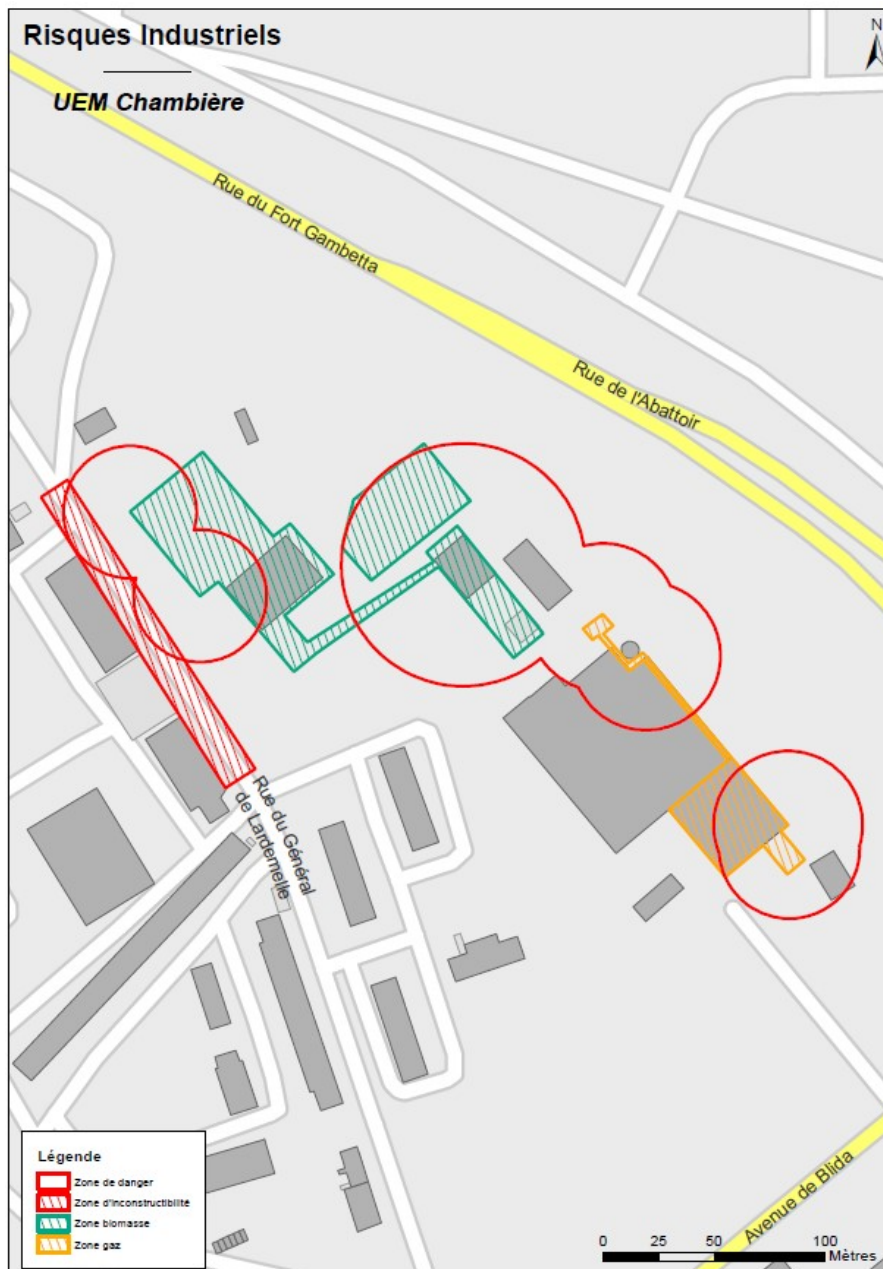 Risques Industriels
UEM Chambière
N
Rue du Fort Gambetta
Rue de l'Abattoir
Rue du Général
de Lardemelle
Avenue de Blida
Légende
Zone de danger
Zone d'inconstructibilité
Zone biomasse
Zone gaz
0 25 50 100
Mètres